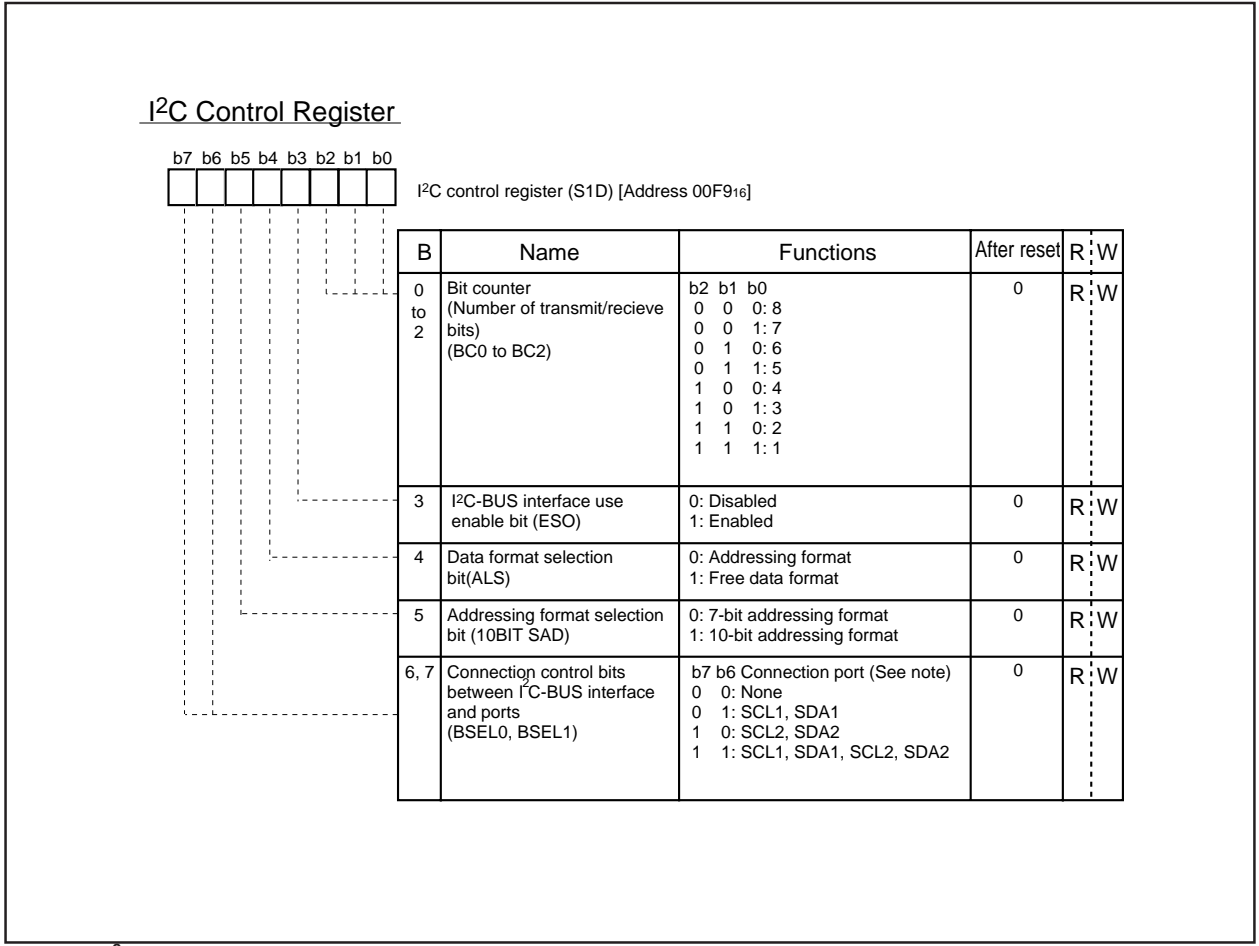 I2C Control Register
b7 b6 b5 b4 b3 b2 b1 b0
I2C control register (S1D) [Address 00F916]
B Name Functions After reset R W
0 to 2
Bit counter
(Number of transmit/recieve
bits)
(BC0 to BC2)
b2 b1 b0
0 0 0: 8
0 0 1: 7
0 1 0: 6
0 1 1: 5
1 0 0: 4
1 0 1: 3
1 1 0: 2
1 1 1: 1
0 R W
3
I2C-BUS interface use
enable bit (ESO)
0: Disabled
1: Enabled
0 R W
4
Data format selection
bit(ALS)
0: Addressing format
1: Free data format
0 R W
5
Addressing format selection
bit (10BIT SAD)
0: 7-bit addressing format
1: 10-bit addressing format
0 R W
6, 7
Connection control bits
between I2C-BUS interface
and ports
(BSEL0, BSEL1)
b7 b6 Connection port (See note)
0 0: None
0 1: SCL1, SDA1
1 0: SCL2, SDA2
1 1: SCL1, SDA1, SCL2, SDA2
0 R W